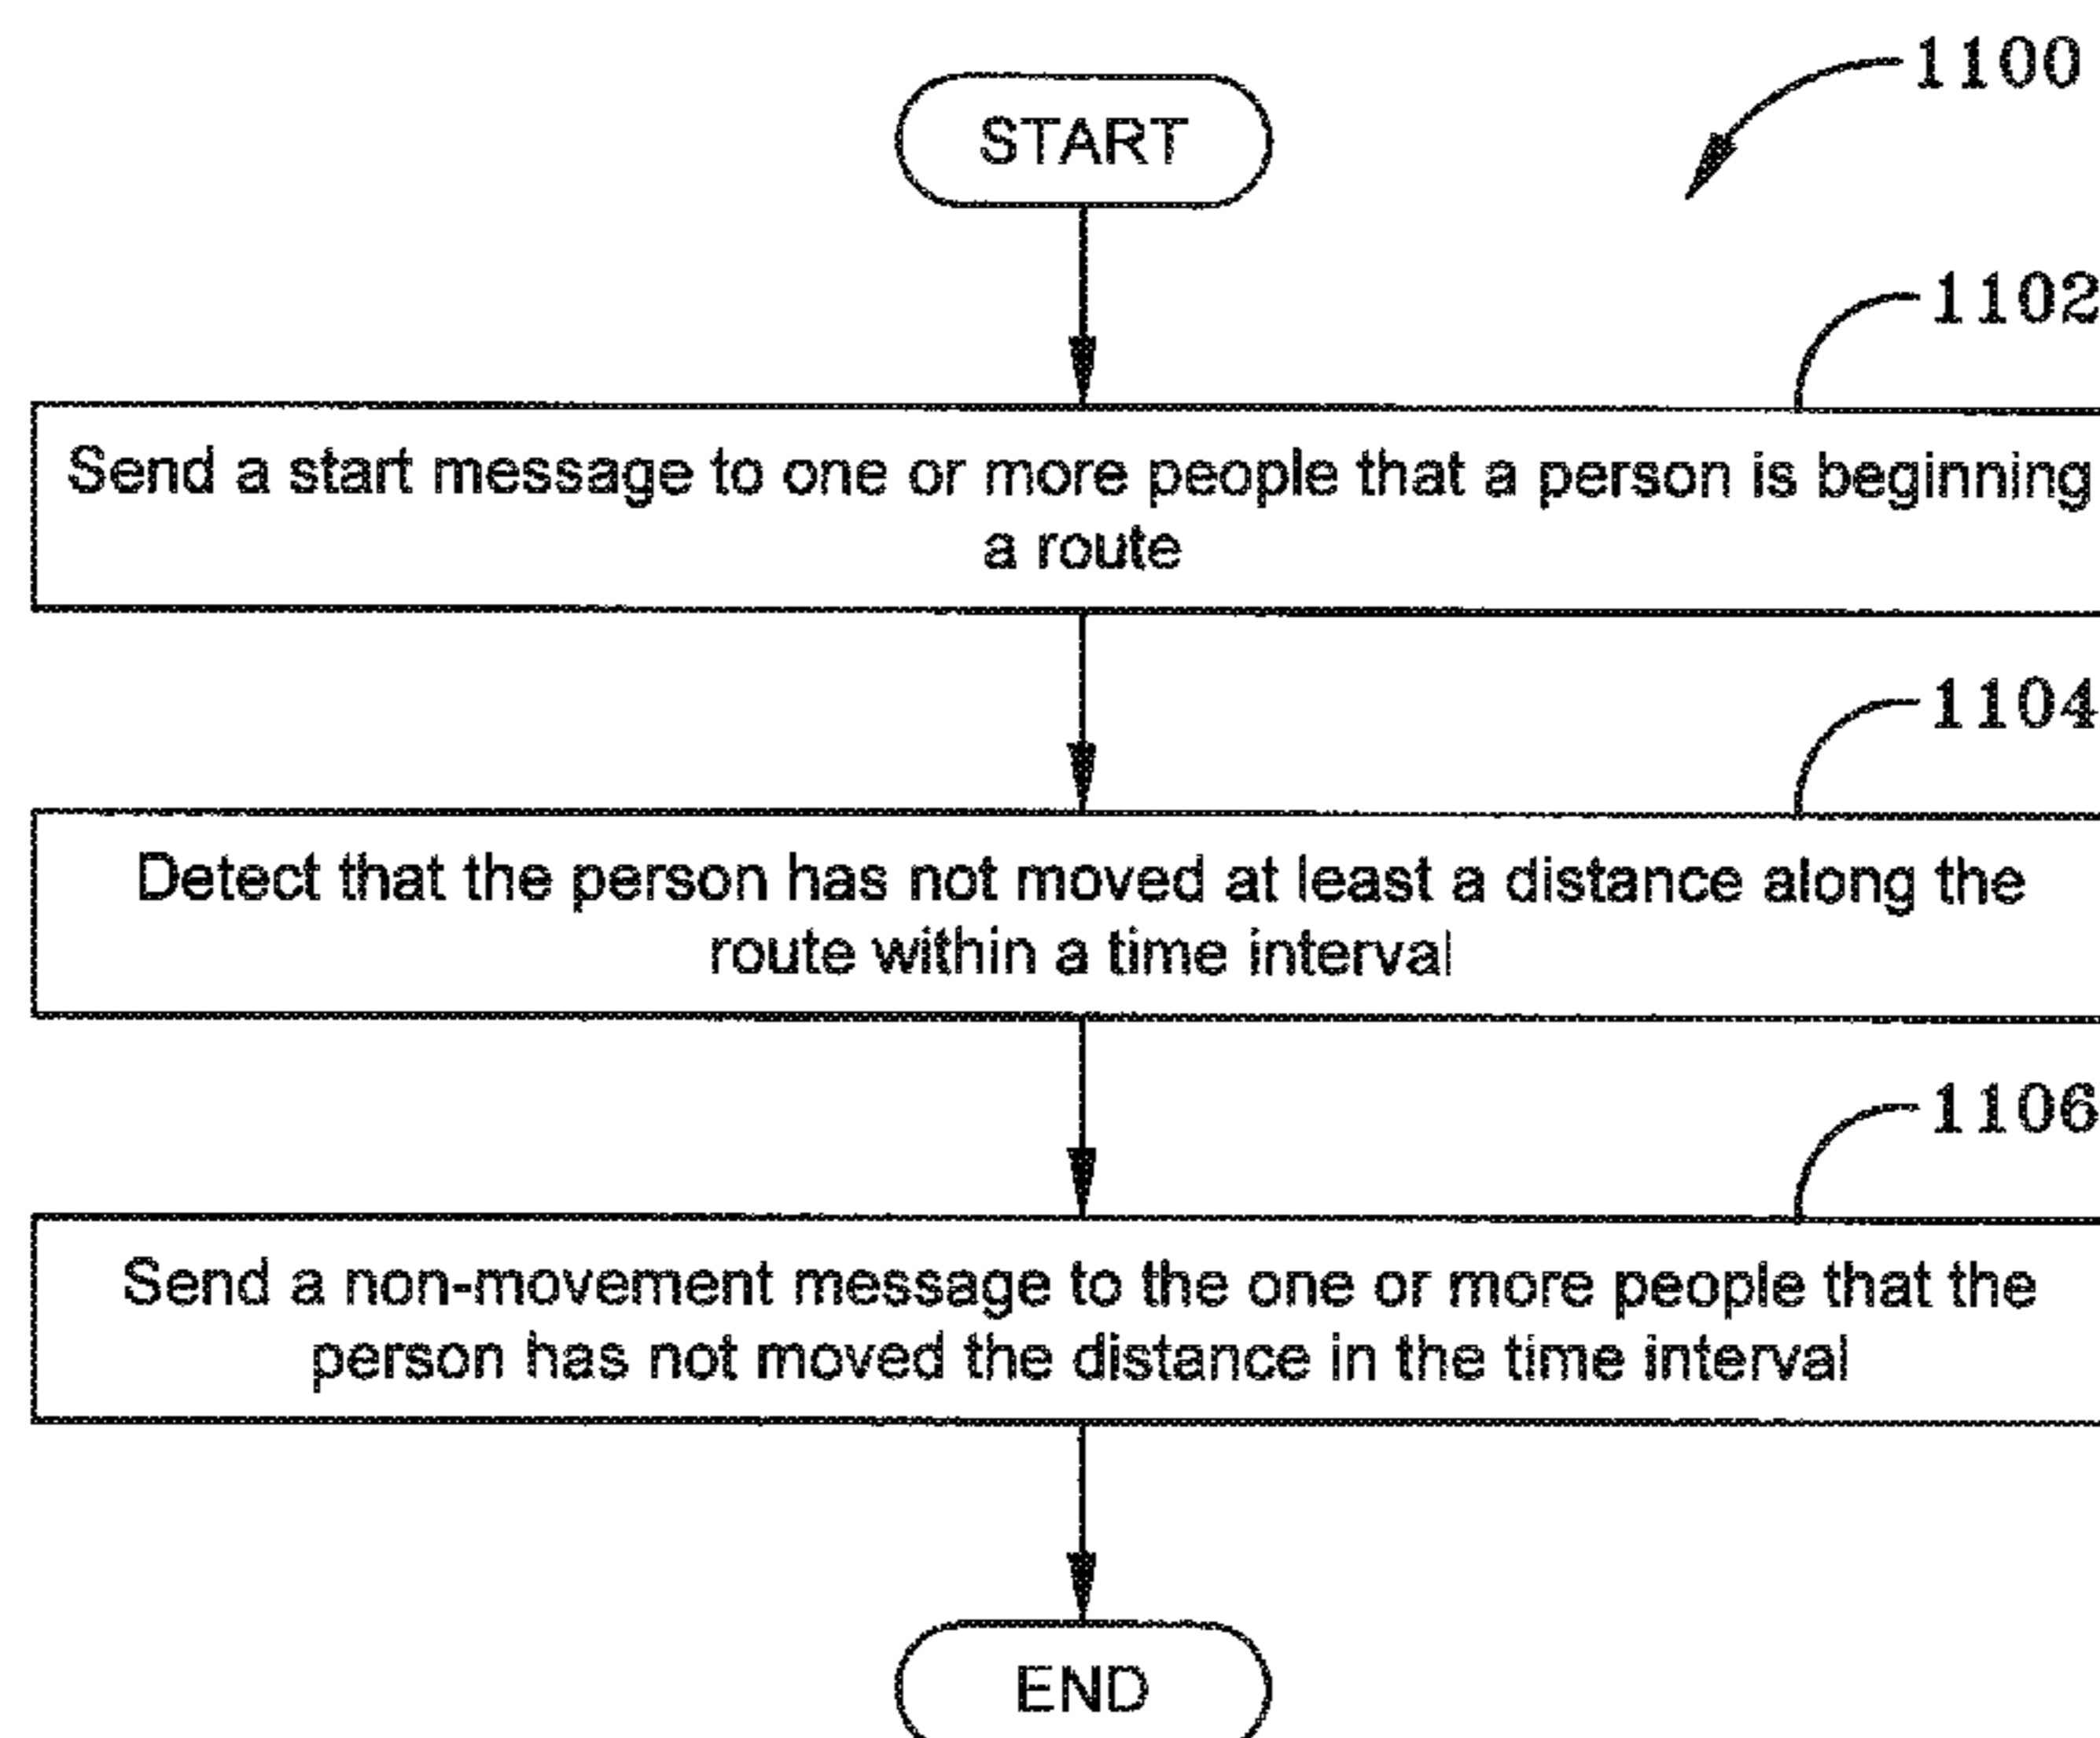 1100
START
1102
Send a start message to one or more people that a person is beginning
a route
1104
Detect that the person has not moved at least a distance along the
route within a time interval
1106
Send a non-movement message to the one or more people that the
person has not moved the distance in the time interval
END